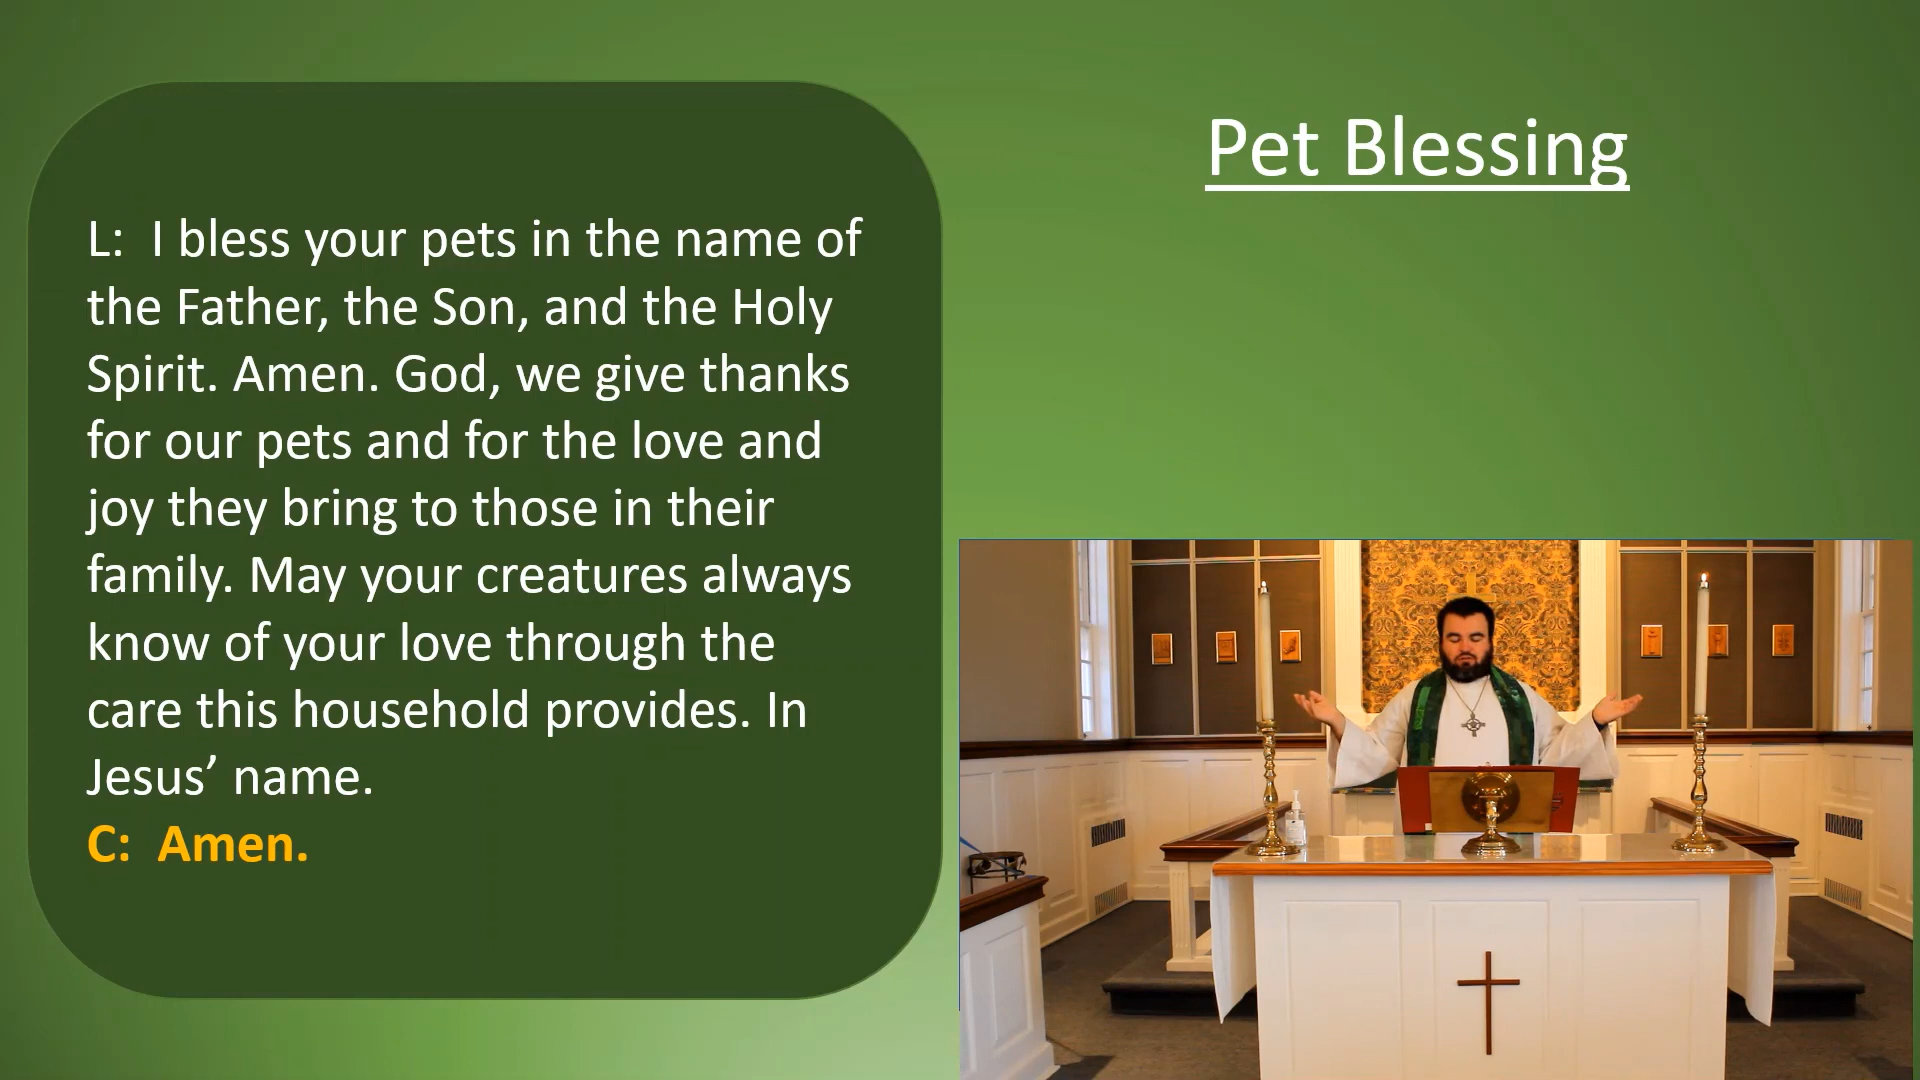 Pet Blessing
L:  I bless your pets in the name of
the Father, the Son, and the Holy
Spirit. Amen. God, we give thanks
for our pets and for the love and
joy they bring to those in their
family. May your creatures always
know of your love through the
care this household provides. In
Jesus’ name.
C:  Amen.